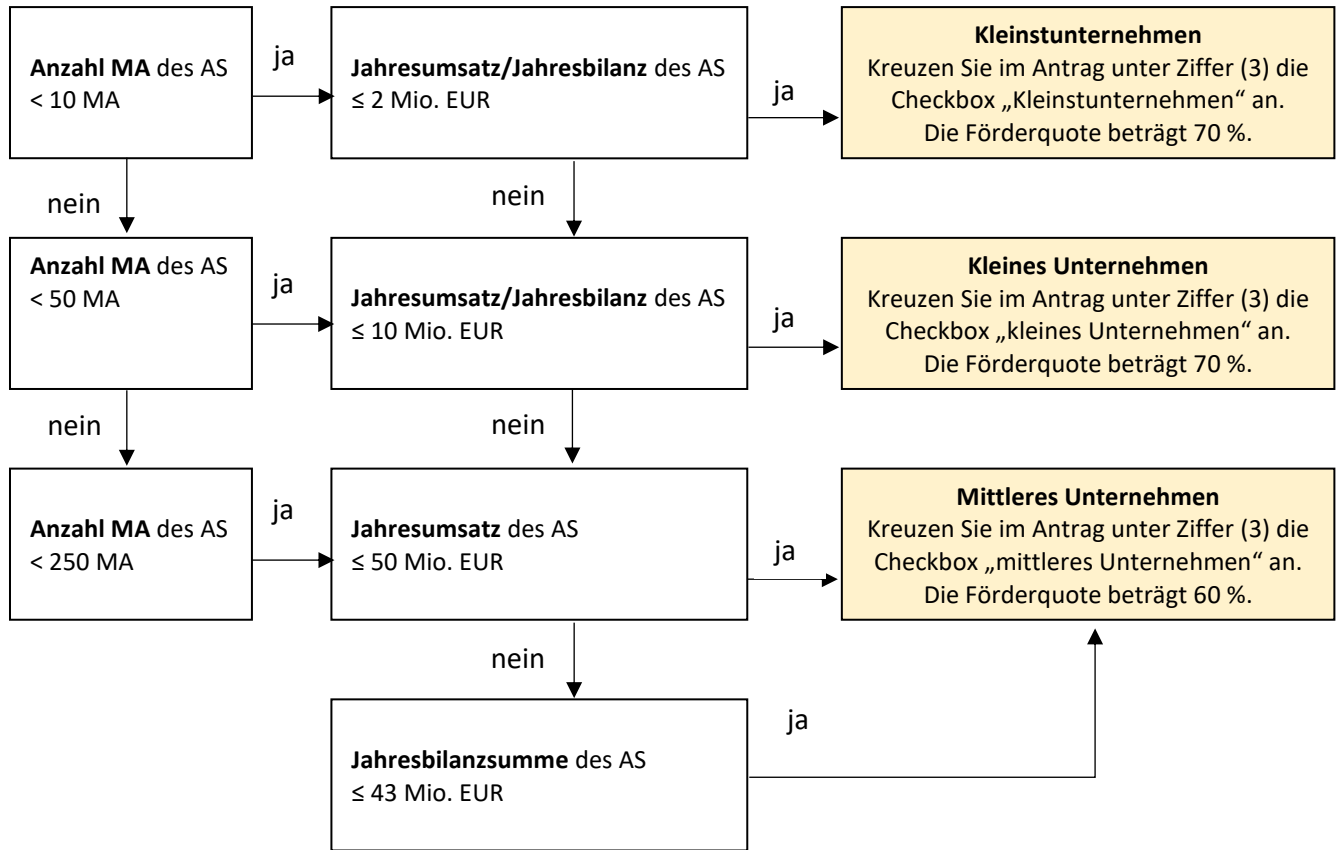 Anzahl MA des AS
< 10 MA
ja
Jahresumsatz/Jahresbilanz des AS
≤ 2 Mio. EUR
ja
Kleinstunternehmen
Kreuzen Sie im Antrag unter Ziffer (3) die
Checkbox „Kleinstunternehmen“ an.
Die Förderquote beträgt 70 %.
nein
nein
Anzahl MA des AS
< 50 MA
ja
Jahresumsatz/Jahresbilanz des AS
≤ 10 Mio. EUR
ja
Kleines Unternehmen
Kreuzen Sie im Antrag unter Ziffer (3) die
Checkbox „kleines Unternehmen“ an.
Die Förderquote beträgt 70 %.
nein
nein
Anzahl MA des AS
< 250 MA
ja
Jahresumsatz des AS
≤ 50 Mio. EUR
ja
Mittleres Unternehmen
Kreuzen Sie im Antrag unter Ziffer (3) die
Checkbox „mittleres Unternehmen“ an.
Die Förderquote beträgt 60 %.
nein
Jahresbilanzsumme des AS
≤ 43 Mio. EUR
ja